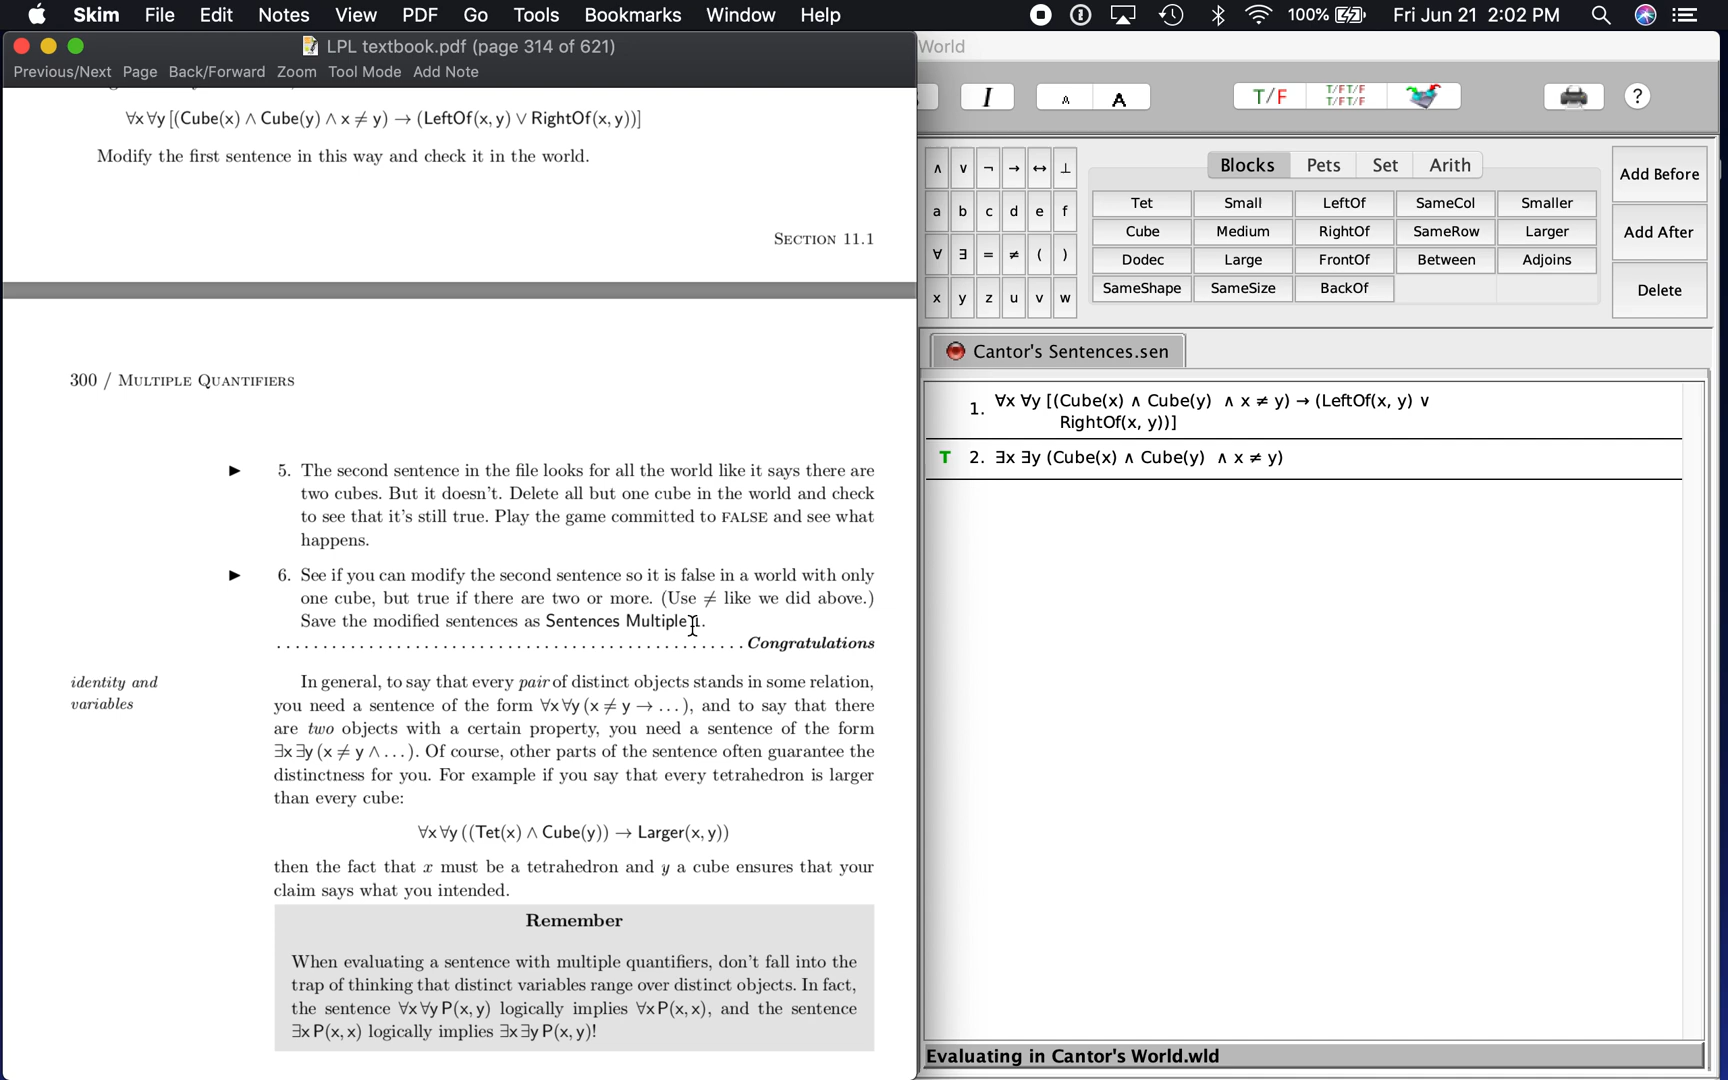 Skim File Edit Notes View PDF Go Tools Bookmarks Window Help 100% Fri Jun 21 2:02 PM
LPL textbook.pdf (page 314 of 621)
Previous/Next Page Back/Forward Zoom Tool Mode Add Note
∀x∀y [(Cube(x) ∧ Cube(y) ∧ x ≠ y) → (LeftOf(x, y) ∨ RightOf(x, y))]
Modify the first sentence in this way and check it in the world.
Section 11.1
300 / Multiple Quantifiers
▶ 5. The second sentence in the file looks for all the world like it says there are
two cubes. But it doesn't. Delete all but one cube in the world and check
to see that it's still true. Play the game committed to FALSE and see what
happens.
▶ 6. See if you can modify the second sentence so it is false in a world with only
one cube, but true if there are two or more. (Use ≠ like we did above.)
Save the modified sentences as Sentences Multiple 1.
. . . . . . . . . . . . . . . . . . . . . . . . . . . . . . . . . . . . . . . . . . . . . . . . . . Congratulations
identity and
variables
In general, to say that every pair of distinct objects stands in some relation,
you need a sentence of the form ∀x∀y (x ≠ y → ...), and to say that there
are two objects with a certain property, you need a sentence of the form
∃x∃y (x ≠ y ∧ ...). Of course, other parts of the sentence often guarantee the
distinctness for you. For example if you say that every tetrahedron is larger
than every cube:
∀x∀y ((Tet(x) ∧ Cube(y)) → Larger(x, y))
then the fact that x must be a tetrahedron and y a cube ensures that your
claim says what you intended.
Remember
When evaluating a sentence with multiple quantifiers, don't fall into the
trap of thinking that distinct variables range over distinct objects. In fact,
the sentence ∀x∀y P(x, y) logically implies ∀x P(x, x), and the sentence
∃x P(x, x) logically implies ∃x∃y P(x, y)!
World
I A A T/F T/FT/F T/FT/F ?
∧ ∨ ¬ → ↔ ⊥
a b c d e f
∀ ∃ = ≠ ( )
x y z u v w
Blocks Pets Set Arith
Tet Small LeftOf SameCol Smaller
Cube Medium RightOf SameRow Larger
Dodec Large FrontOf Between Adjoins
SameShape SameSize BackOf
Add Before
Add After
Delete
Cantor's Sentences.sen
1. ∀x ∀y [(Cube(x) ∧ Cube(y) ∧ x ≠ y) → (LeftOf(x, y) ∨
RightOf(x, y))]
T 2. ∃x ∃y (Cube(x) ∧ Cube(y) ∧ x ≠ y)
Evaluating in Cantor's World.wld